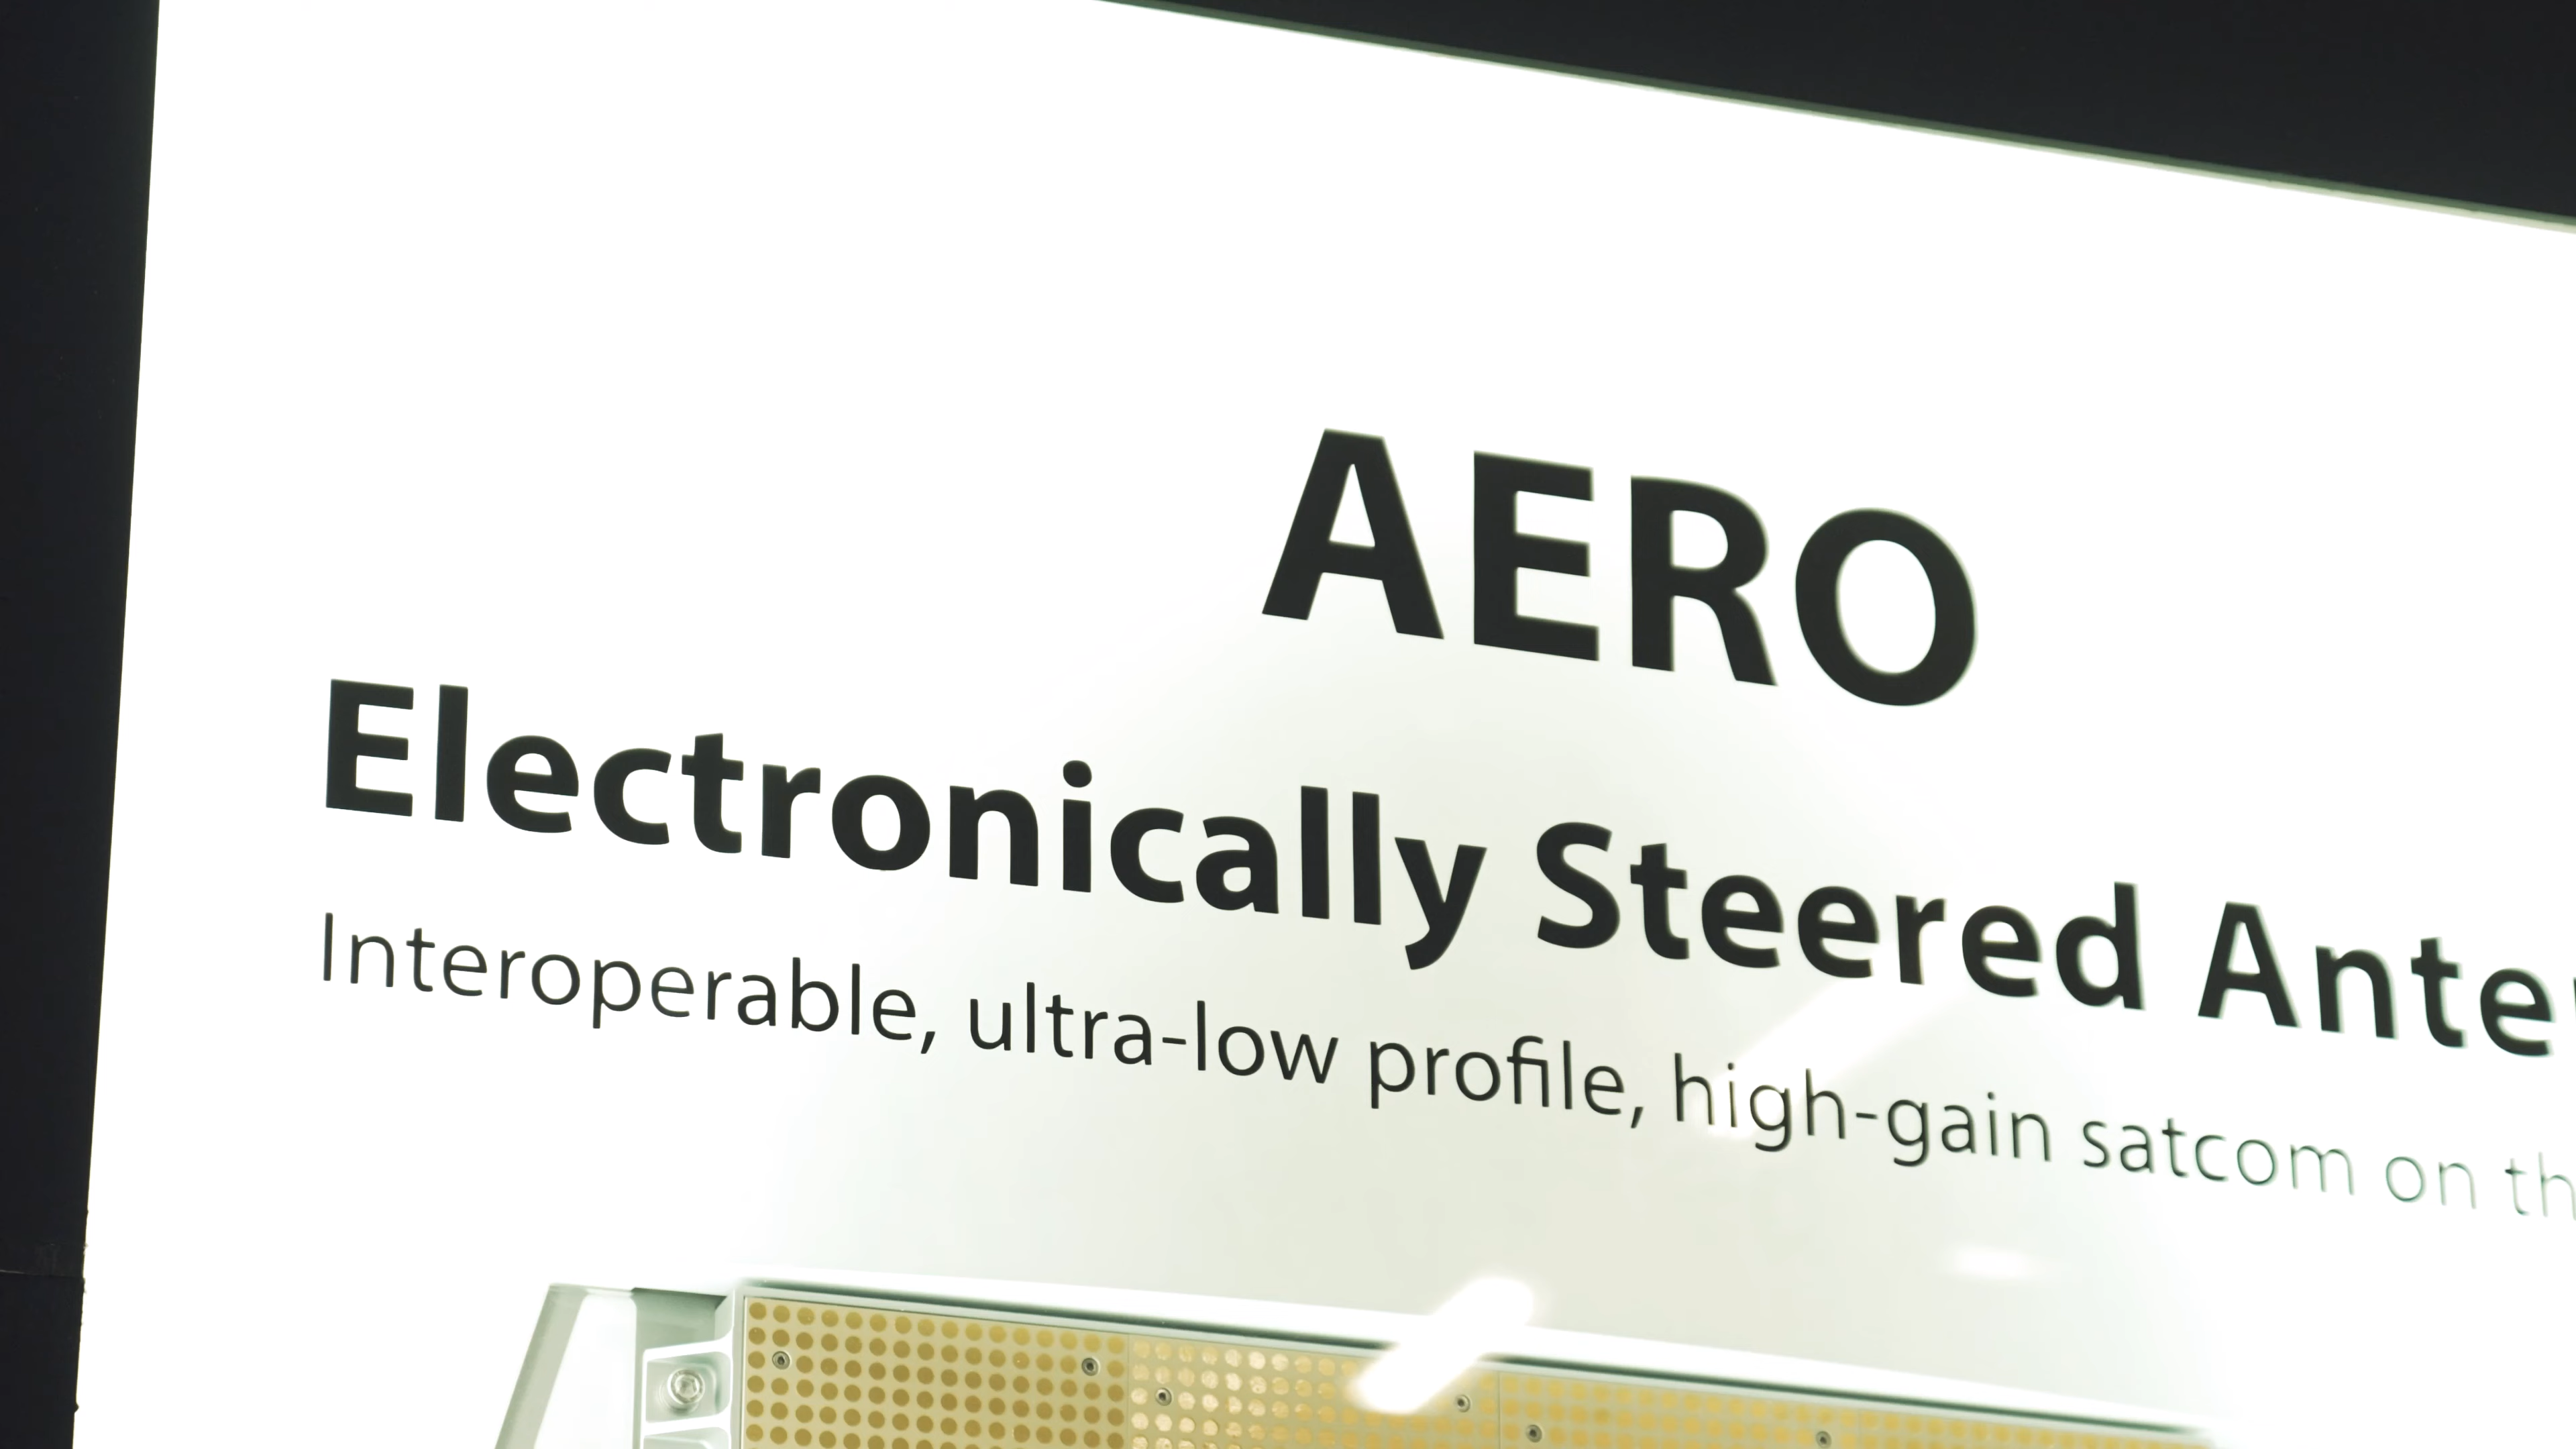 AERO
Electronically Steered Ante
Interoperable, ultra-low profile, high-gain satcom on th